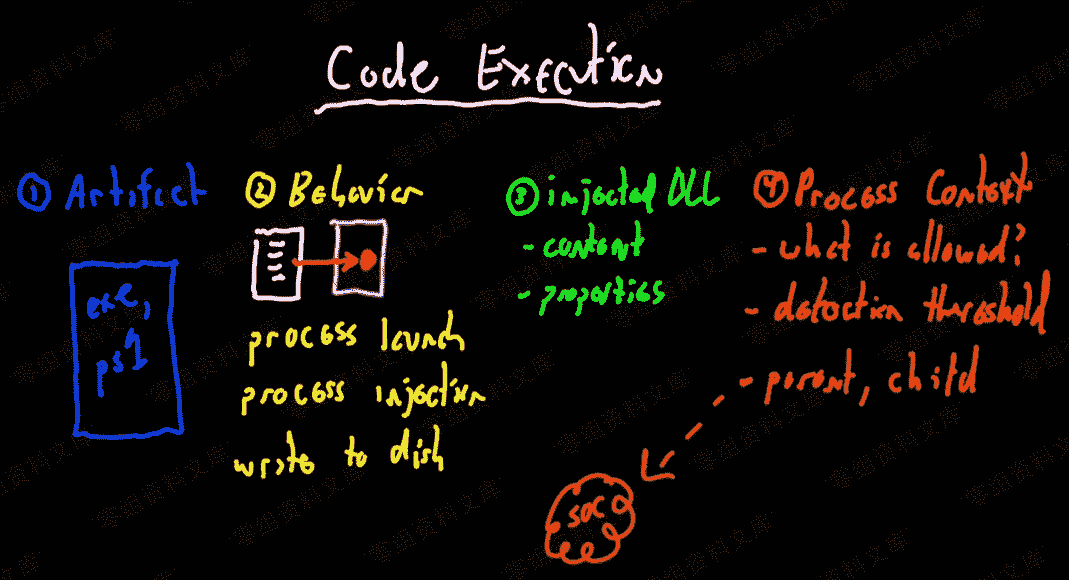 Code Execution
① Artifact
exe,
ps1
② Behavior
process launch
process injection
write to disk
③ injected DLL
- content
- properties
④ Process Context
- what is allowed?
- detection threshold
- parent, child
SOC
零组资料文库